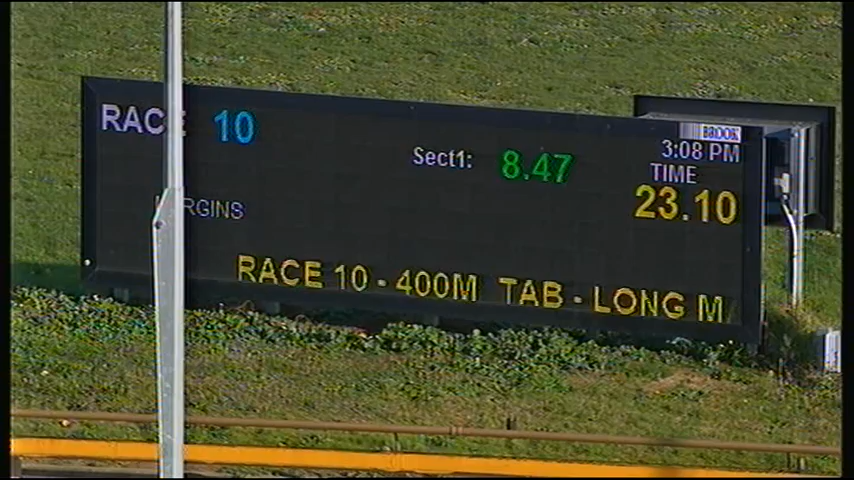 BROOK
RACE 10
Sect1: 8.47
3:08 PM
TIME
23.10
RGINS
RACE 10 - 400M TAB - LONG M